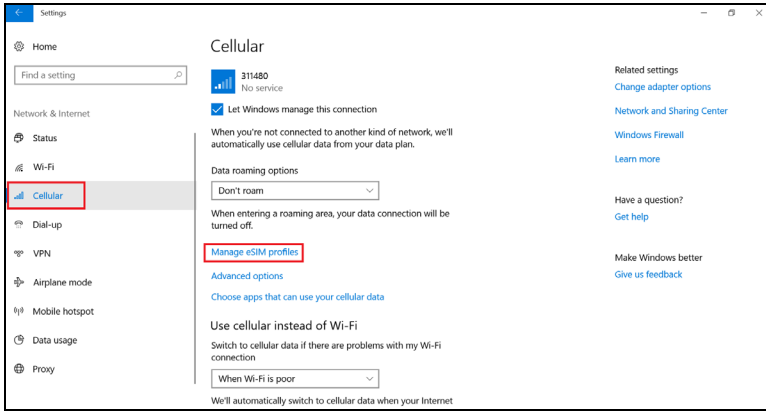 Settings
Home
Find a setting
Network & Internet
Status
Wi-Fi
Cellular
Dial-up
VPN
Airplane mode
Mobile hotspot
Data usage
Proxy
Cellular
311480
No service
Let Windows manage this connection
When you're not connected to another kind of network, we'll
automatically use cellular data from your data plan.
Data roaming options
Don't roam
When entering a roaming area, your data connection will be
turned off.
Manage eSIM profiles
Advanced options
Choose apps that can use your cellular data
Use cellular instead of Wi-Fi
Switch to cellular data if there are problems with my Wi-Fi
connection
When Wi-Fi is poor
We'll automatically switch to cellular data when your Internet
Related settings
Change adapter options
Network and Sharing Center
Windows Firewall
Learn more
Have a question?
Get help
Make Windows better
Give us feedback